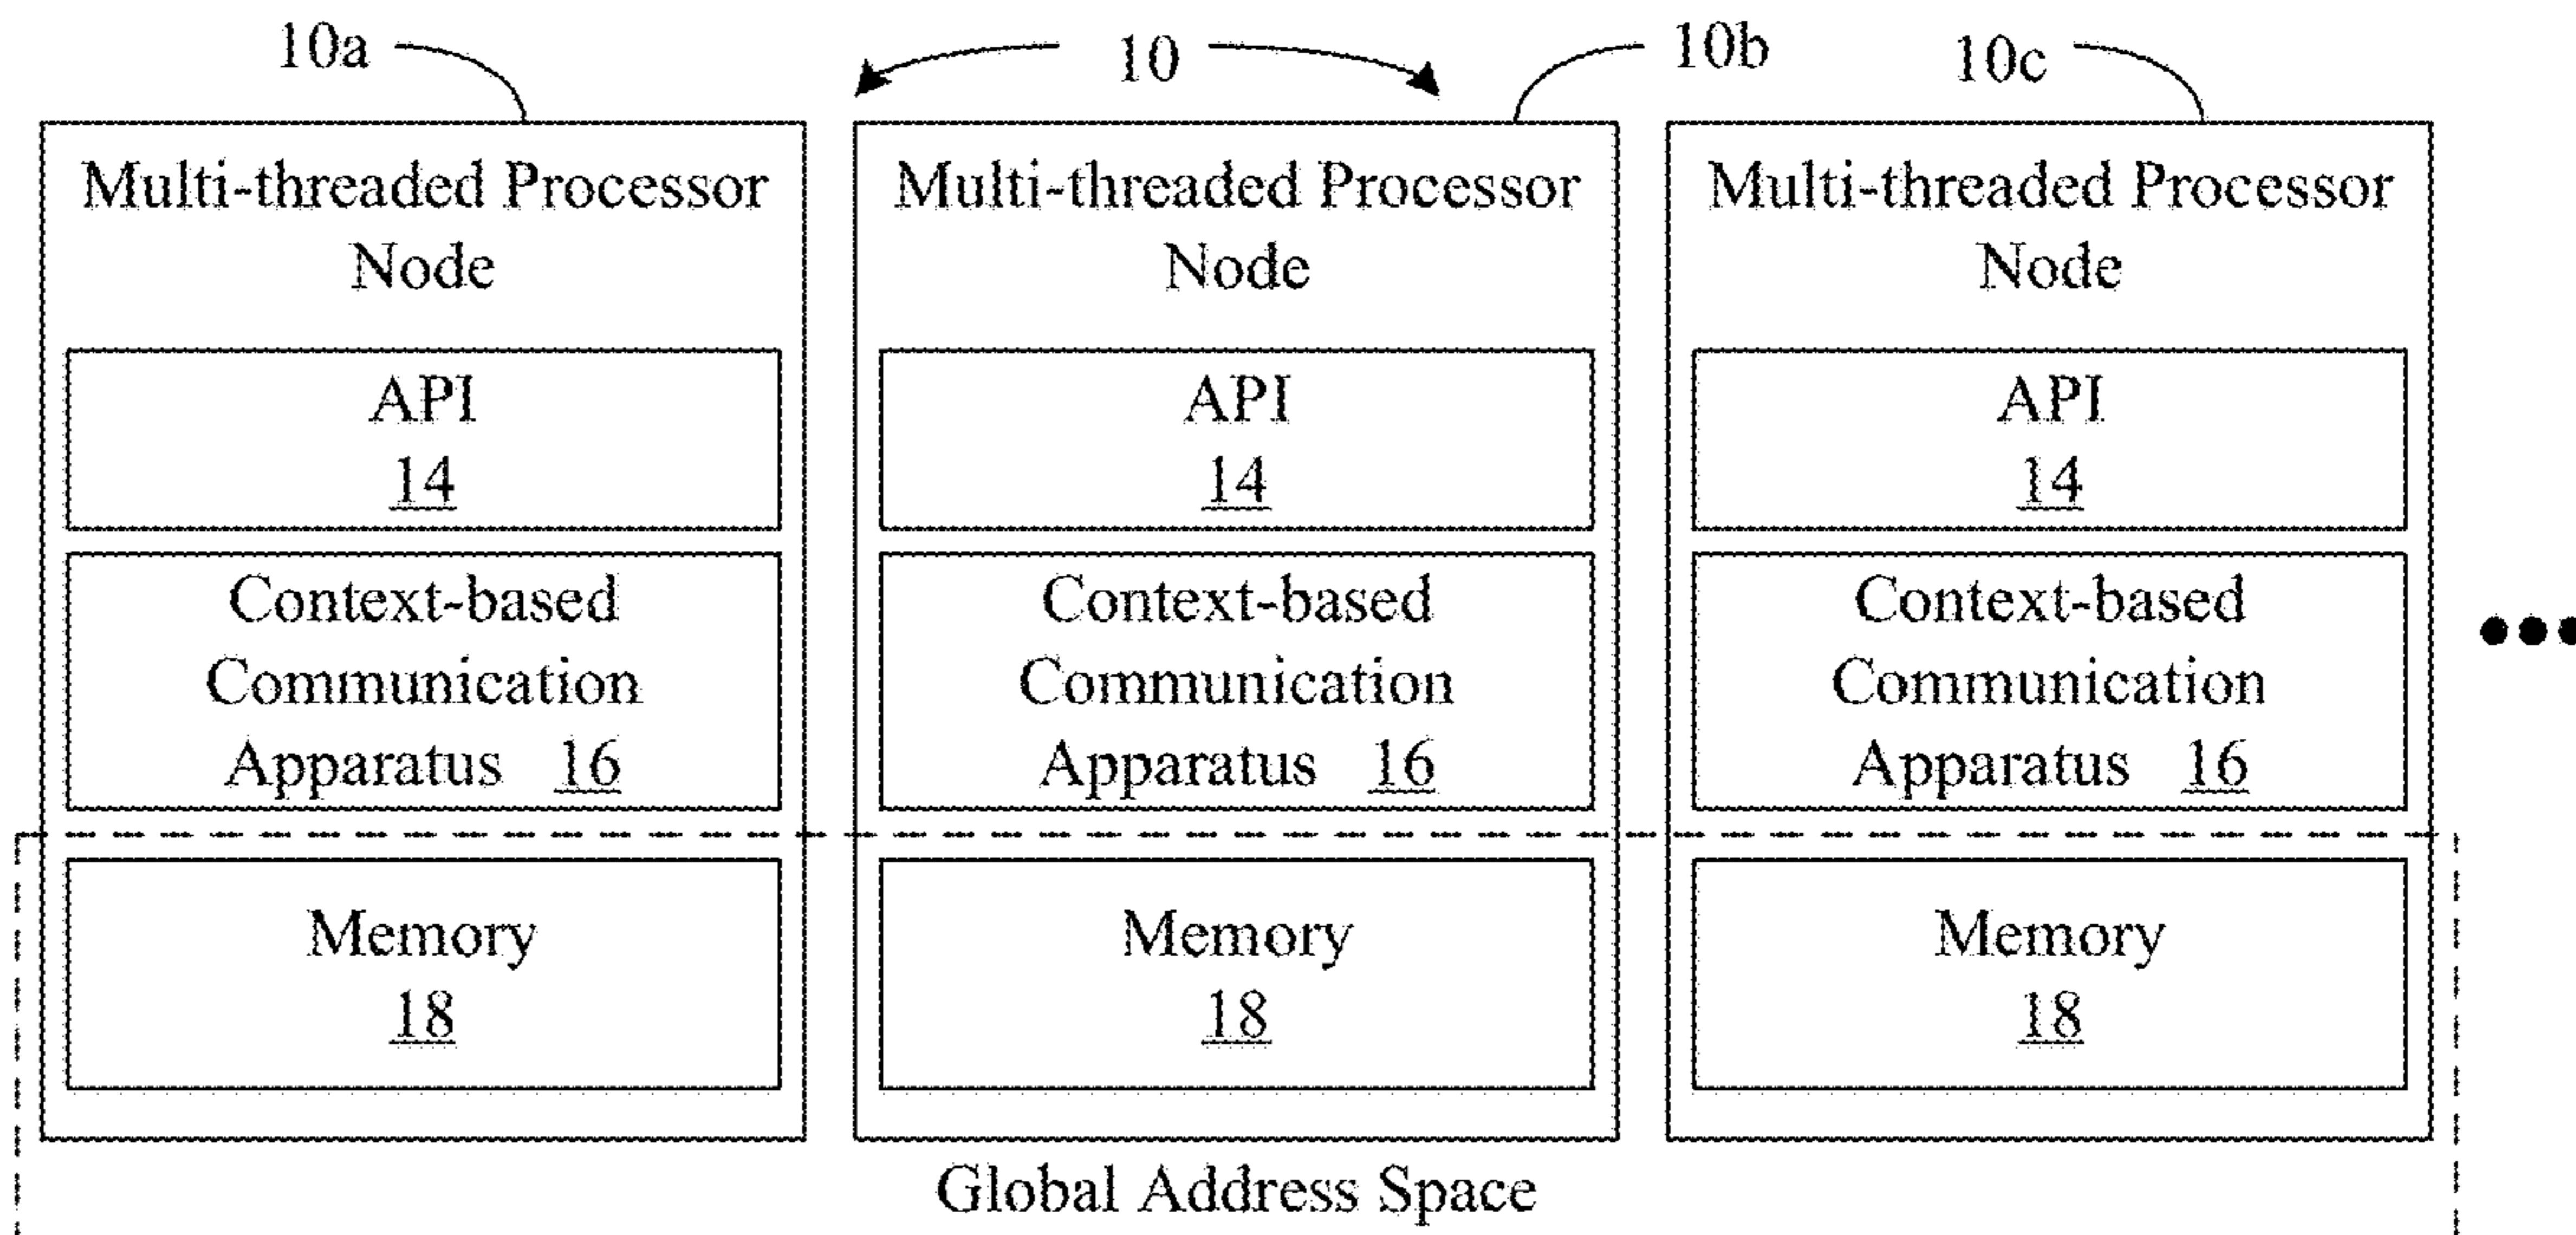 10a
10
10b
10c
Multi-threaded Processor
Node
API
14
Context-based
Communication
Apparatus 16
Memory
18
Multi-threaded Processor
Node
API
14
Context-based
Communication
Apparatus 16
Memory
18
Multi-threaded Processor
Node
API
14
Context-based
Communication
Apparatus 16
Memory
18
Global Address Space